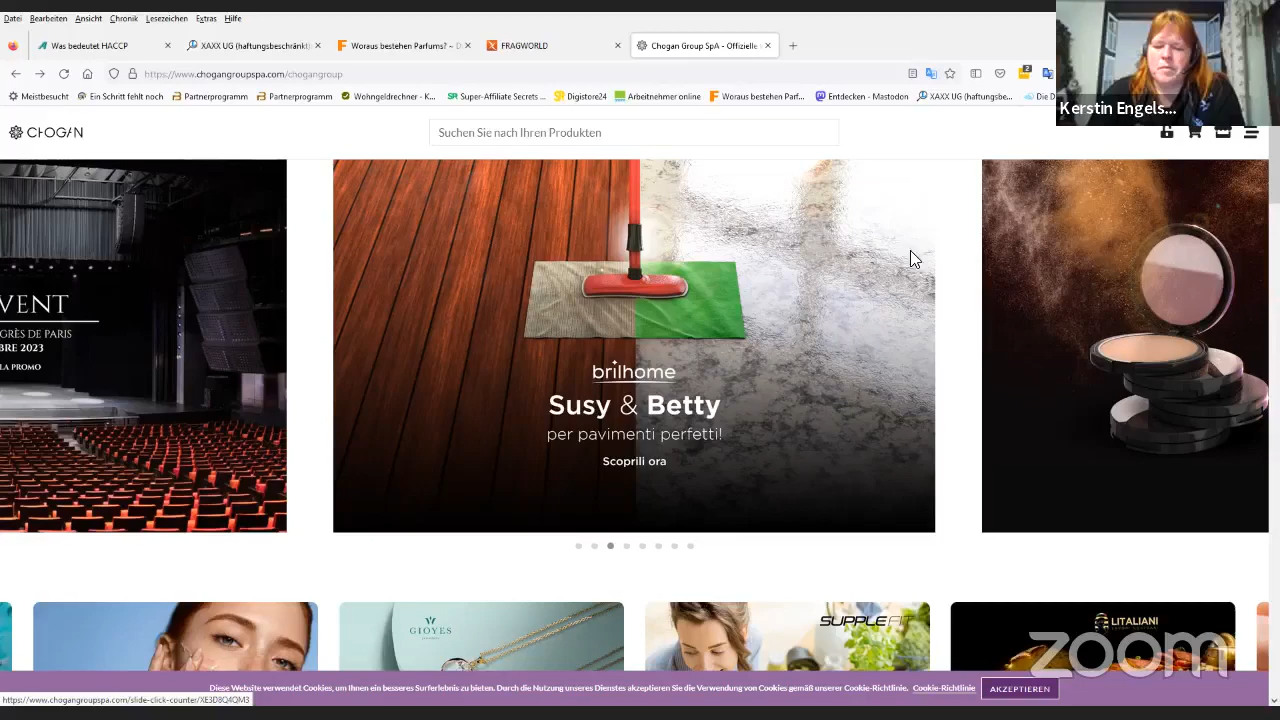 Datei Bearbeiten Ansicht Chronik Lesezeichen Extras Hilfe
Was bedeutet HACCP
XAXX UG (haftungsbeschränkt)
Woraus bestehen Parfums? ~ D
FRAGWORLD
Chogan Group SpA - Offizielle
https://www.chogangroupspa.com/chogangroup
2
Meistbesucht
Ein Schritt fehlt noch
Partnerprogramm
Partnerprogramm
Wohngeldrechner - K...
Super-Affiliate Secrets ...
Digistore24
Arbeitnehmer online
Woraus bestehen Parf...
Entdecken - Mastodon
XAXX UG (haftungsbe...
Die D
Kerstin Engels...
CHOGAN
Suchen Sie nach Ihren Produkten
VENT
GRÈS DE PARIS
BRE 2023
LA PROMO
brilhome
Susy & Betty
per pavimenti perfetti!
Scoprili ora
GIOYES
SUPPLEFIT
LITALIANI
zoom
Diese Website verwendet Cookies, um Ihnen ein besseres Surferlebnis zu bieten. Durch die Nutzung unseres Dienstes akzeptieren Sie die Verwendung von Cookies gemäß unserer Cookie-Richtlinie. Cookie-Richtlinie
AKZEPTIEREN
https://www.chogangroupspa.com/slide-click-counter/XE3D8Q4QM3